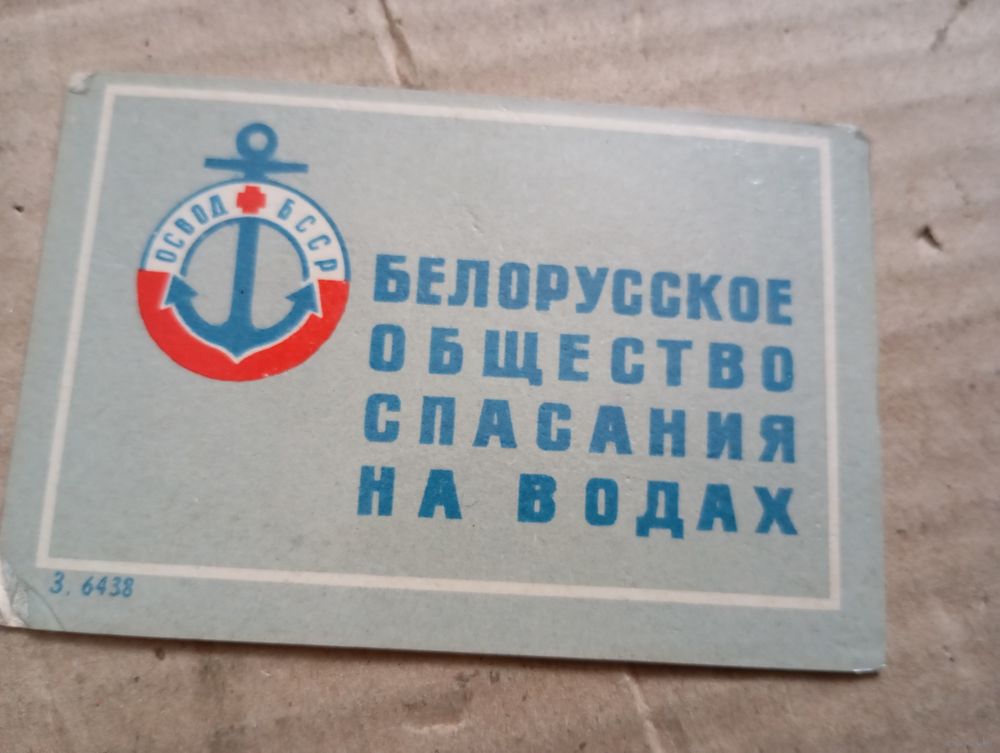 ОСВОД БССР
БЕЛОРУССКОЕ
ОБЩЕСТВО
СПАСАНИЯ
НА ВОДАХ
З. 6438